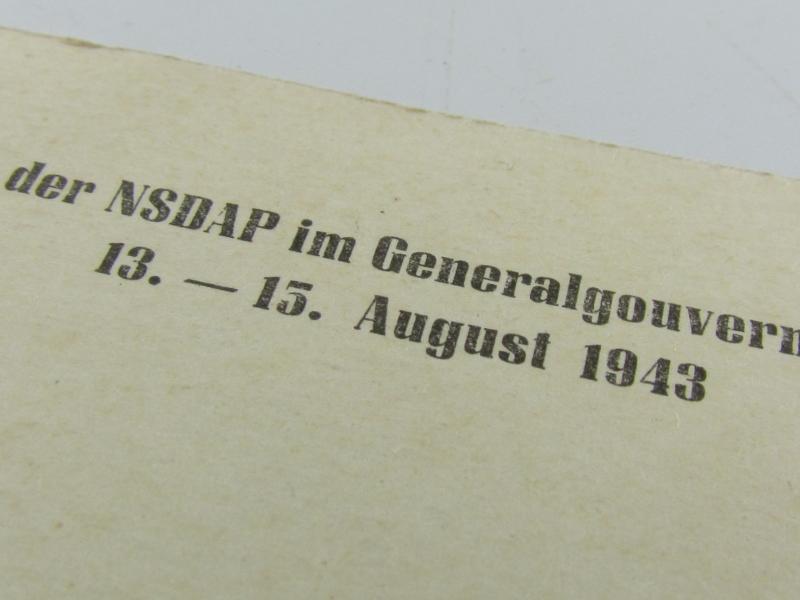 der NSDAP im Generalgouvern
13. — 15. August 1943